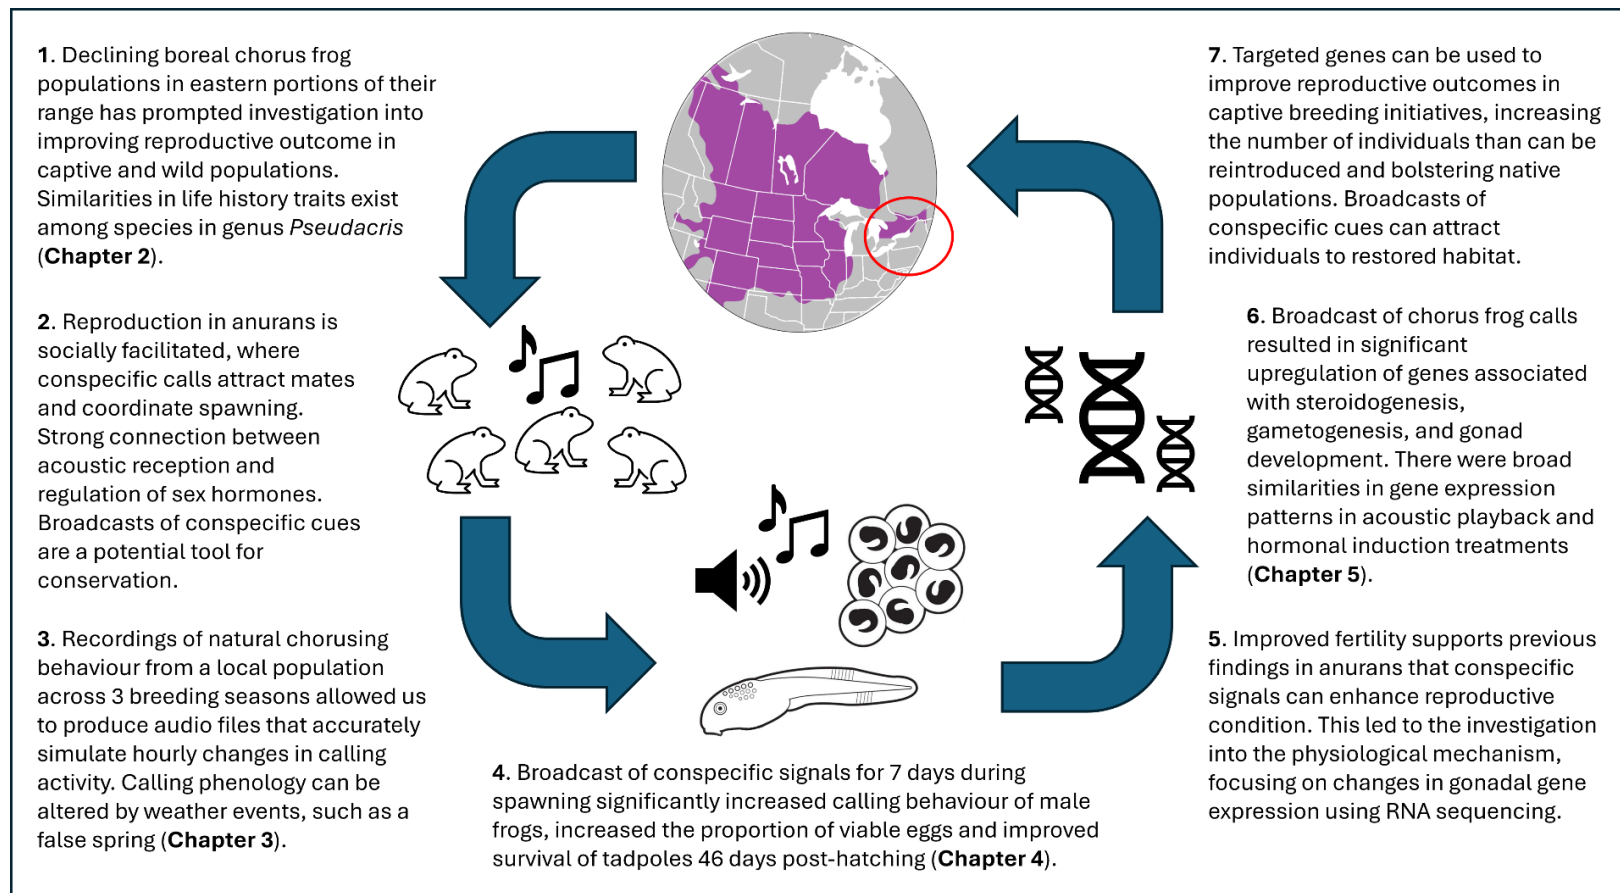 1. Declining boreal chorus frog
populations in eastern portions of their
range has prompted investigation into
improving reproductive outcome in
captive and wild populations.
Similarities in life history traits exist
among species in genus Pseudacris
(Chapter 2).
2. Reproduction in anurans is
socially facilitated, where
conspecific calls attract mates
and coordinate spawning.
Strong connection between
acoustic reception and
regulation of sex hormones.
Broadcasts of conspecific cues
are a potential tool for
conservation.
3. Recordings of natural chorusing
behaviour from a local population
across 3 breeding seasons allowed us
to produce audio files that accurately
simulate hourly changes in calling
activity. Calling phenology can be
altered by weather events, such as a
false spring (Chapter 3).
4. Broadcast of conspecific signals for 7 days during
spawning significantly increased calling behaviour of male
frogs, increased the proportion of viable eggs and improved
survival of tadpoles 46 days post-hatching (Chapter 4).
5. Improved fertility supports previous
findings in anurans that conspecific
signals can enhance reproductive
condition. This led to the investigation
into the physiological mechanism,
focusing on changes in gonadal gene
expression using RNA sequencing.
6. Broadcast of chorus frog calls
resulted in significant
upregulation of genes associated
with steroidogenesis,
gametogenesis, and gonad
development. There were broad
similarities in gene expression
patterns in acoustic playback and
hormonal induction treatments
(Chapter 5).
7. Targeted genes can be used to
improve reproductive outcomes in
captive breeding initiatives, increasing
the number of individuals than can be
reintroduced and bolstering native
populations. Broadcasts of
conspecific cues can attract
individuals to restored habitat.